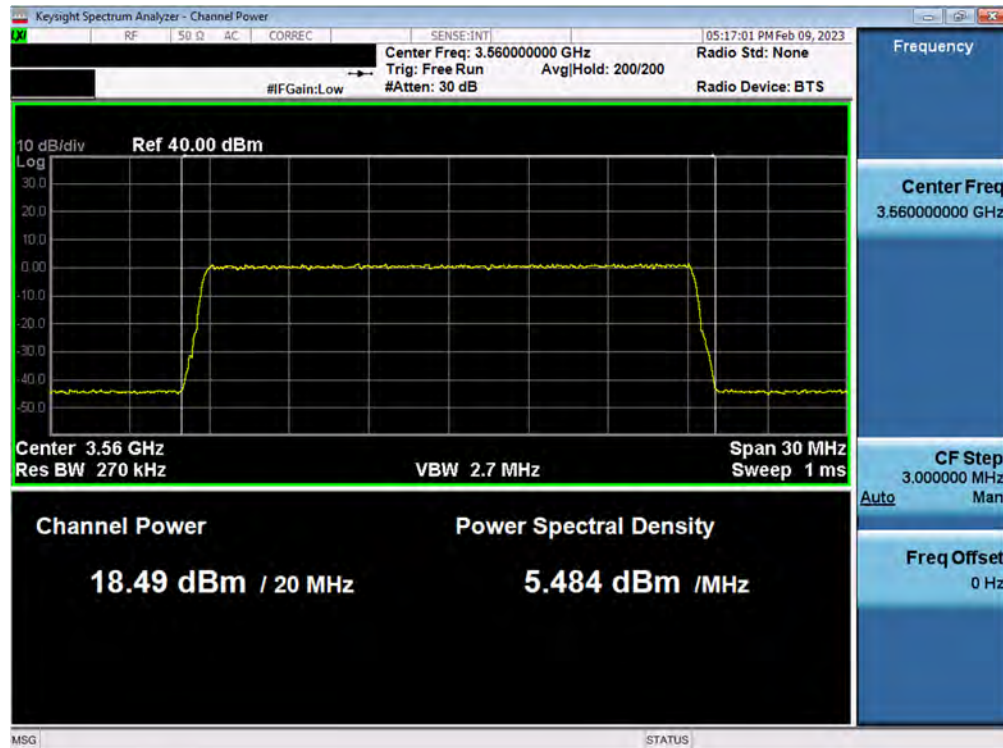 Keysight Spectrum Analyzer - Channel Power
LXI RF 50 Ω AC CORREC SENSE:INT 05:17:01 PM Feb 09, 2023
Center Freq: 3.560000000 GHz Radio Std: None
Trig: Free Run Avg|Hold: 200/200
#IFGain:Low #Atten: 30 dB Radio Device: BTS
10 dB/div Ref 40.00 dBm
Log
30.0
20.0
10.0
0.00
-10.0
-20.0
-30.0
-40.0
-50.0
Center 3.56 GHz Span 30 MHz
Res BW 270 kHz VBW 2.7 MHz Sweep 1 ms
Channel Power Power Spectral Density
18.49 dBm / 20 MHz 5.484 dBm /MHz
MSG STATUS
Frequency
Center Freq
3.560000000 GHz
CF Step
3.000000 MHz
Auto Man
Freq Offset
0 Hz